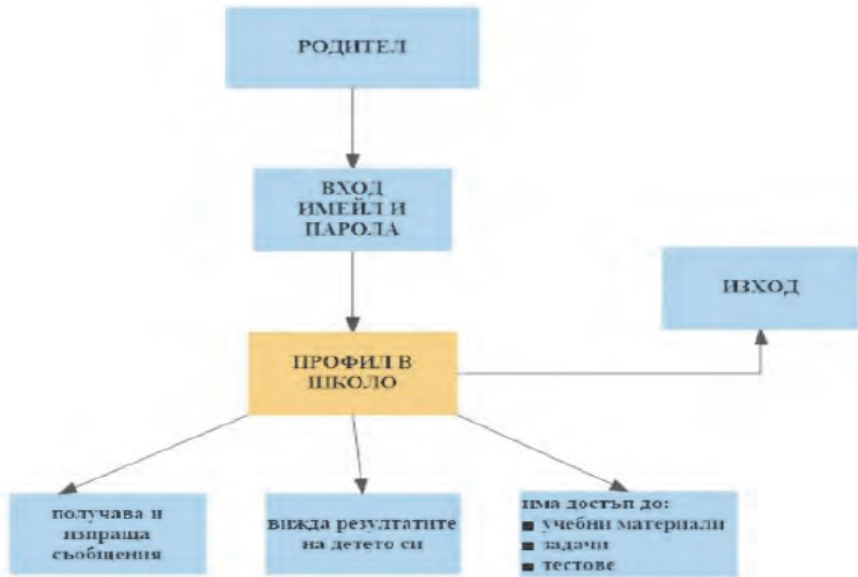 РОДИТЕЛ
ВХОД
ИМЕЙЛ И
ПАРОЛА
ИЗХОД
ПРОФИЛ В
ШКОЛО
получава и
изпраща
съобщения
вижда резултатите
на детето си
има достъп до:
■ учебни материали
■ задачи
■ тестове